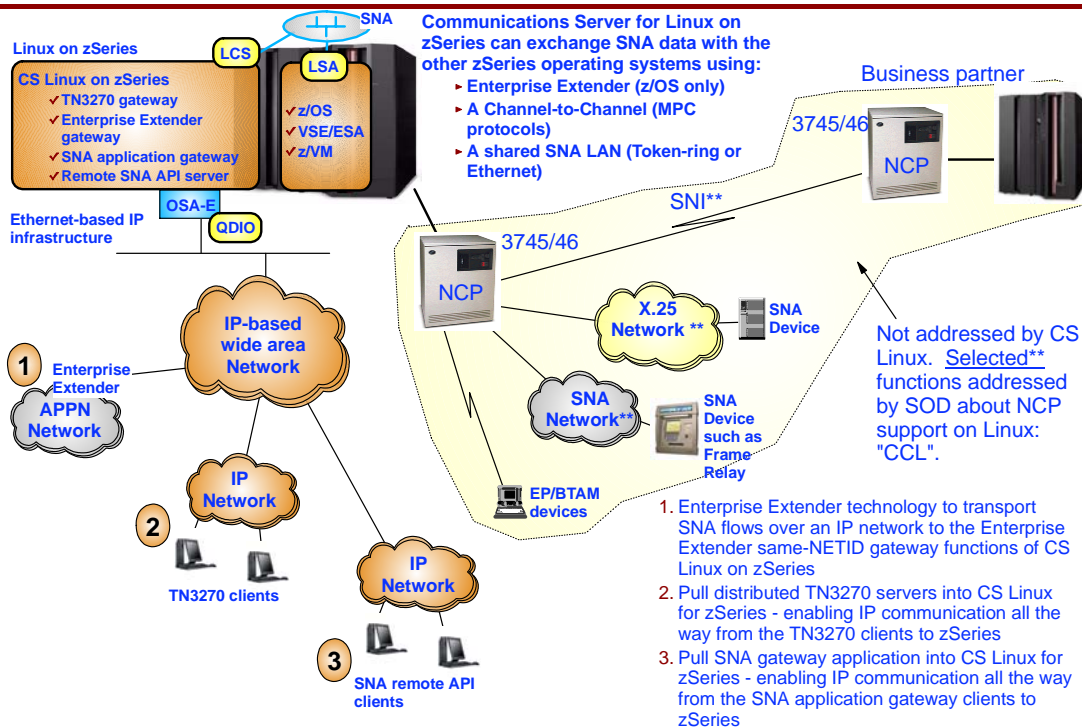 SNA
Linux on zSeries
LCS
LSA
CS Linux on zSeries
✓TN3270 gateway
✓Enterprise Extender
gateway
✓SNA application gateway
✓Remote SNA API server
✓z/OS
✓VSE/ESA
✓z/VM
OSA-E
QDIO
Ethernet-based IP
infrastructure
Communications Server for Linux on
zSeries can exchange SNA data with the
other zSeries operating systems using:
► Enterprise Extender (z/OS only)
► A Channel-to-Channel (MPC
protocols)
► A shared SNA LAN (Token-ring or
Ethernet)
Business partner
3745/46
NCP
SNI**
3745/46
NCP
X.25
Network **
SNA
Device
SNA
Network**
SNA
Device
such as
Frame
Relay
EP/BTAM
devices
Not addressed by CS
Linux. Selected**
functions addressed
by SOD about NCP
support on Linux:
"CCL".
IP-based
wide area
Network
1
Enterprise
Extender
APPN
Network
IP
Network
2
TN3270 clients
IP
Network
3
SNA remote API
clients
1. Enterprise Extender technology to transport
SNA flows over an IP network to the Enterprise
Extender same-NETID gateway functions of CS
Linux on zSeries
2. Pull distributed TN3270 servers into CS Linux
for zSeries - enabling IP communication all the
way from the TN3270 clients to zSeries
3. Pull SNA gateway application into CS Linux for
zSeries - enabling IP communication all the way
from the SNA application gateway clients to
zSeries